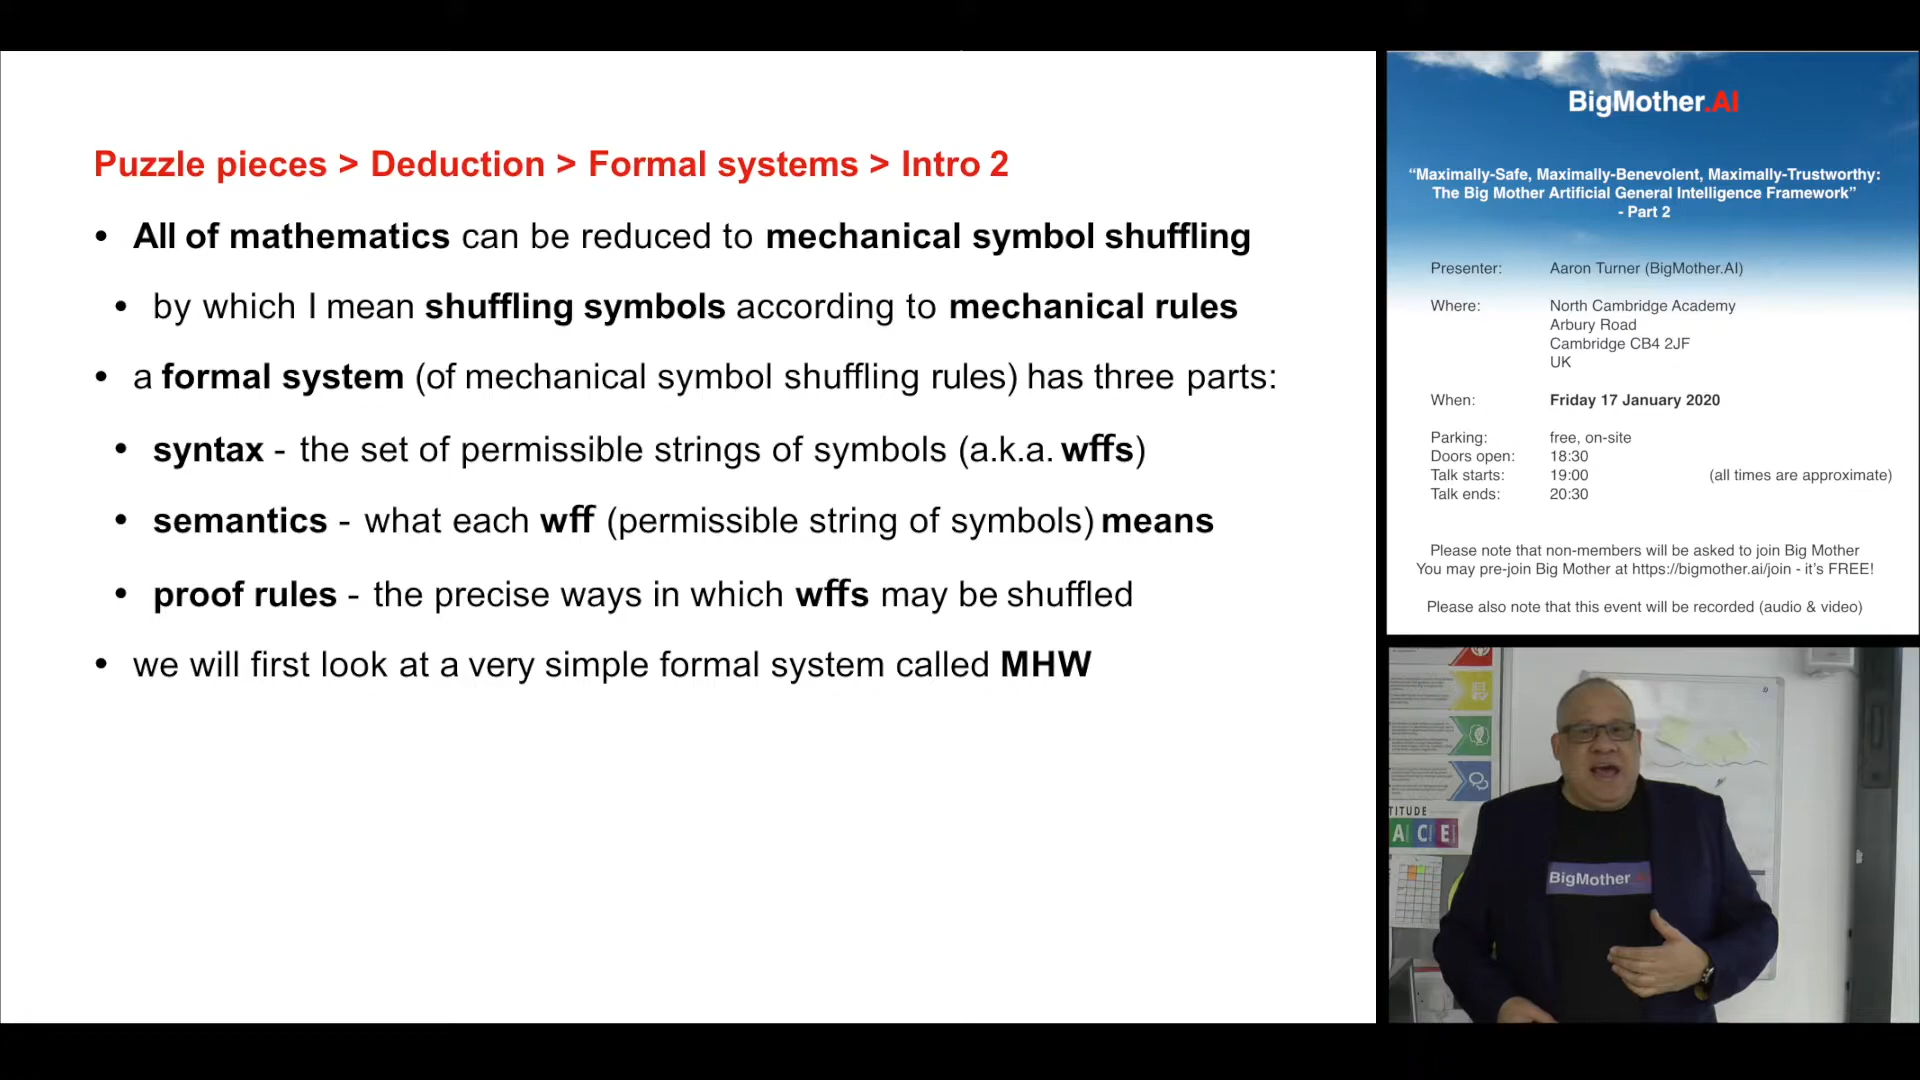 Puzzle pieces > Deduction > Formal systems > Intro 2
• All of mathematics can be reduced to mechanical symbol shuffling
• by which I mean shuffling symbols according to mechanical rules
• a formal system (of mechanical symbol shuffling rules) has three parts:
• syntax - the set of permissible strings of symbols (a.k.a. wffs)
• semantics - what each wff (permissible string of symbols) means
• proof rules - the precise ways in which wffs may be shuffled
• we will first look at a very simple formal system called MHW
BigMother.AI
“Maximally-Safe, Maximally-Benevolent, Maximally-Trustworthy:
The Big Mother Artificial General Intelligence Framework”
- Part 2
Presenter: Aaron Turner (BigMother.AI)
Where: North Cambridge Academy
Arbury Road
Cambridge CB4 2JF
UK
When: Friday 17 January 2020
Parking: free, on-site
Doors open: 18:30
Talk starts: 19:00 (all times are approximate)
Talk ends: 20:30
Please note that non-members will be asked to join Big Mother
You may pre-join Big Mother at https://bigmother.ai/join - it's FREE!
Please also note that this event will be recorded (audio & video)
TITUDE
ACE
BigMother.AI